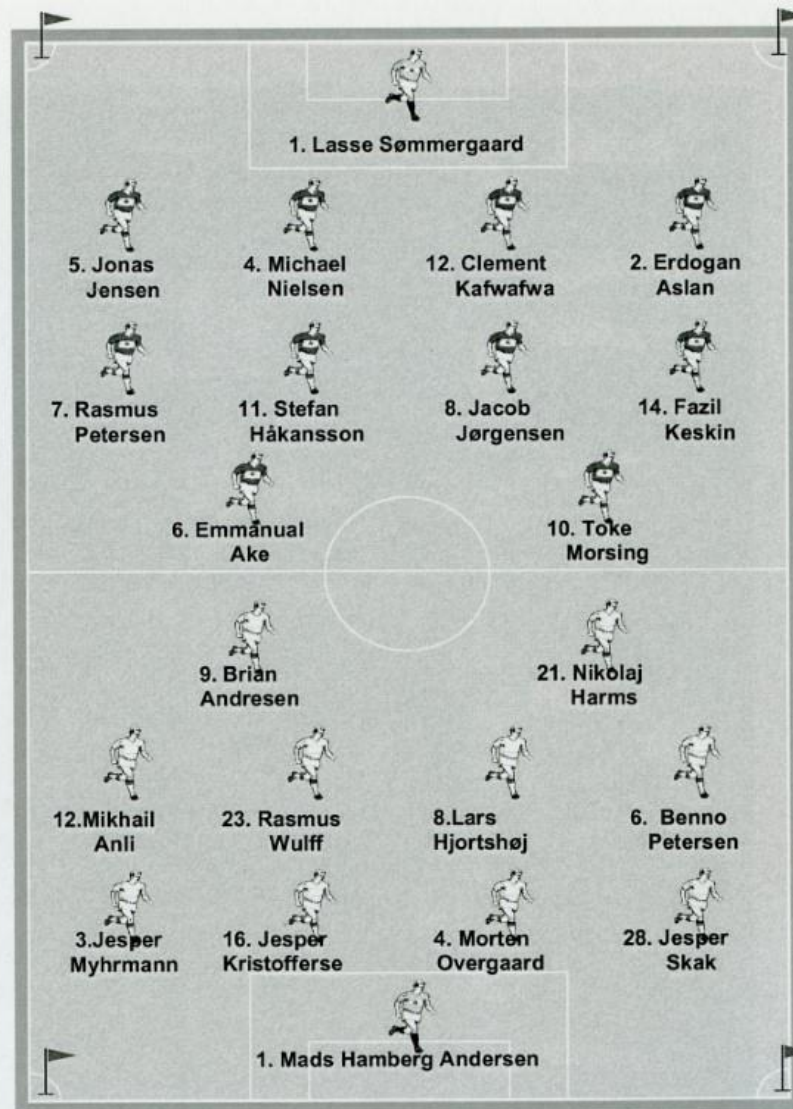 1. Lasse Sømmergaard
5. Jonas
Jensen
4. Michael
Nielsen
12. Clement
Kafwafwa
2. Erdogan
Aslan
7. Rasmus
Petersen
11. Stefan
Håkansson
8. Jacob
Jørgensen
14. Fazil
Keskin
6. Emmanual
Ake
10. Toke
Morsing
9. Brian
Andresen
21. Nikolaj
Harms
12.Mikhail
Anli
23. Rasmus
Wulff
8.Lars
Hjortshøj
6. Benno
Petersen
3.Jesper
Myhrmann
16. Jesper
Kristofferse
4. Morten
Overgaard
28. Jesper
Skak
1. Mads Hamberg Andersen